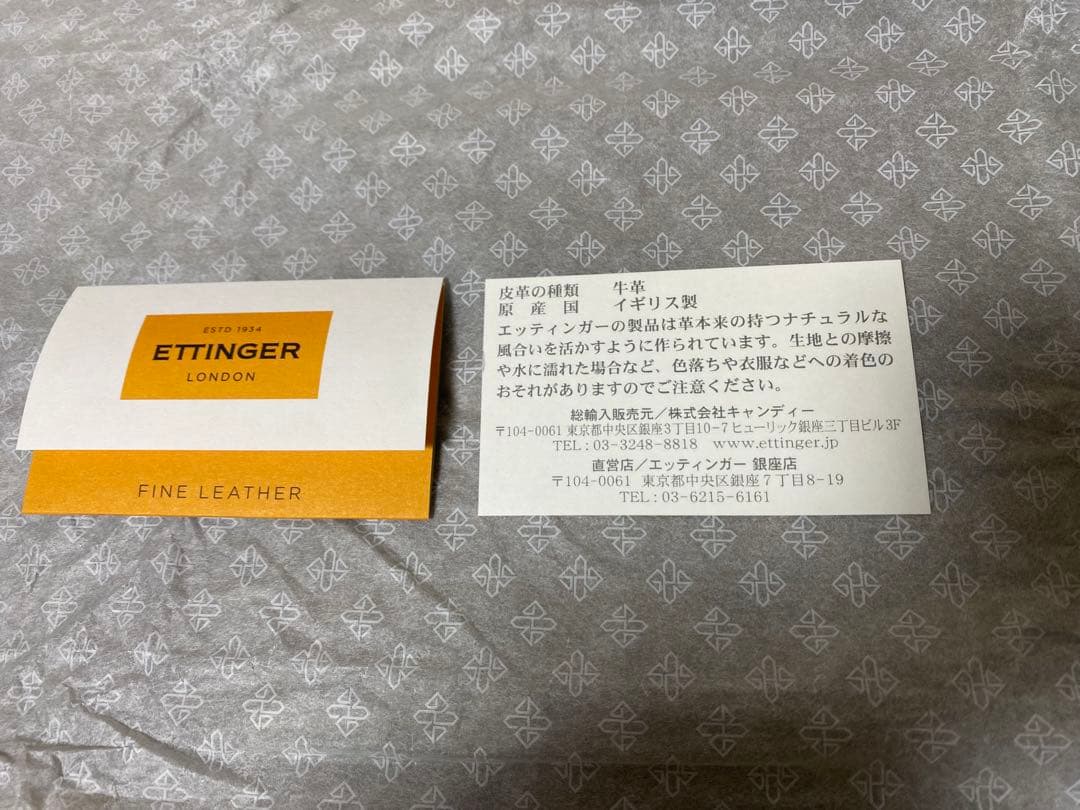 ESTD 1934
ETTINGER
LONDON
FINE LEATHER
皮革の種類 牛革
原産国 イギリス製
エッティンガーの製品は革本来の持つナチュラルな
風合いを活かすように作られています。生地との摩擦
や水に濡れた場合など、色落ちや衣服などへの着色の
おそれがありますのでご注意ください。
総輸入販売元／株式会社キャンディー
〒104-0061 東京都中央区銀座3丁目10-7 ヒューリック銀座三丁目ビル3F
TEL : 03-3248-8818 www.ettinger.jp
直営店／エッティンガー 銀座店
〒104-0061 東京都中央区銀座7丁目8-19
TEL : 03-6215-6161